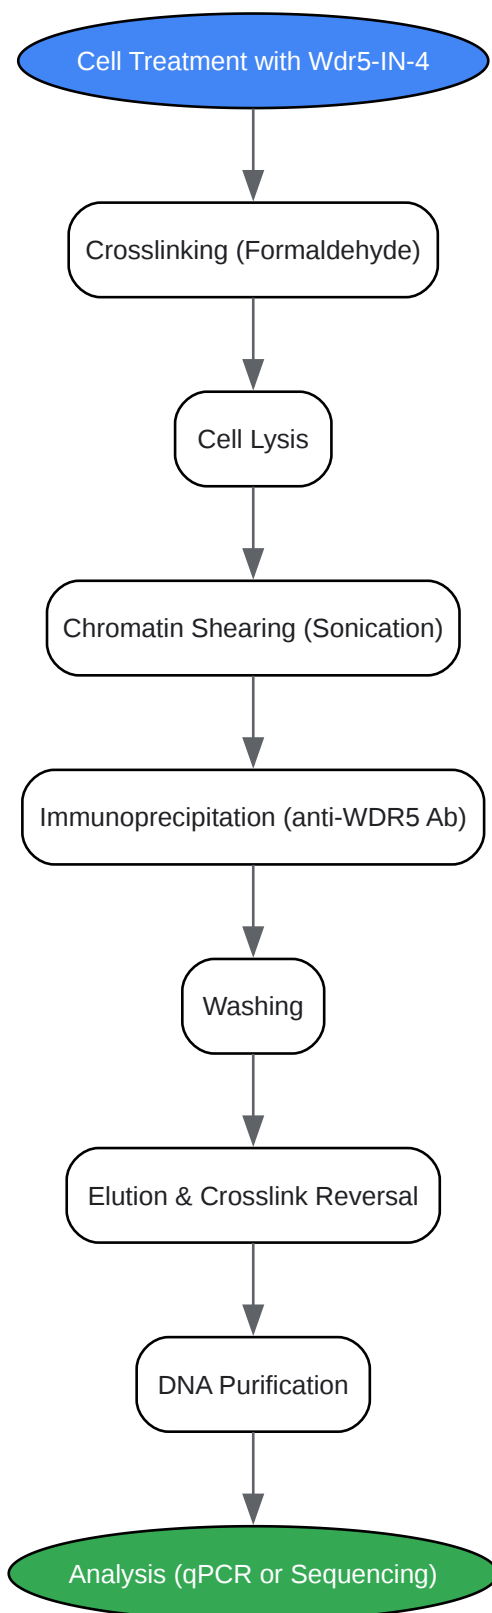 Cell Treatment with Wdr5-IN-4
Crosslinking (Formaldehyde)
Cell Lysis
Chromatin Shearing (Sonication)
Immunoprecipitation (anti-WDR5 Ab)
Washing
Elution & Crosslink Reversal
DNA Purification
Analysis (qPCR or Sequencing)